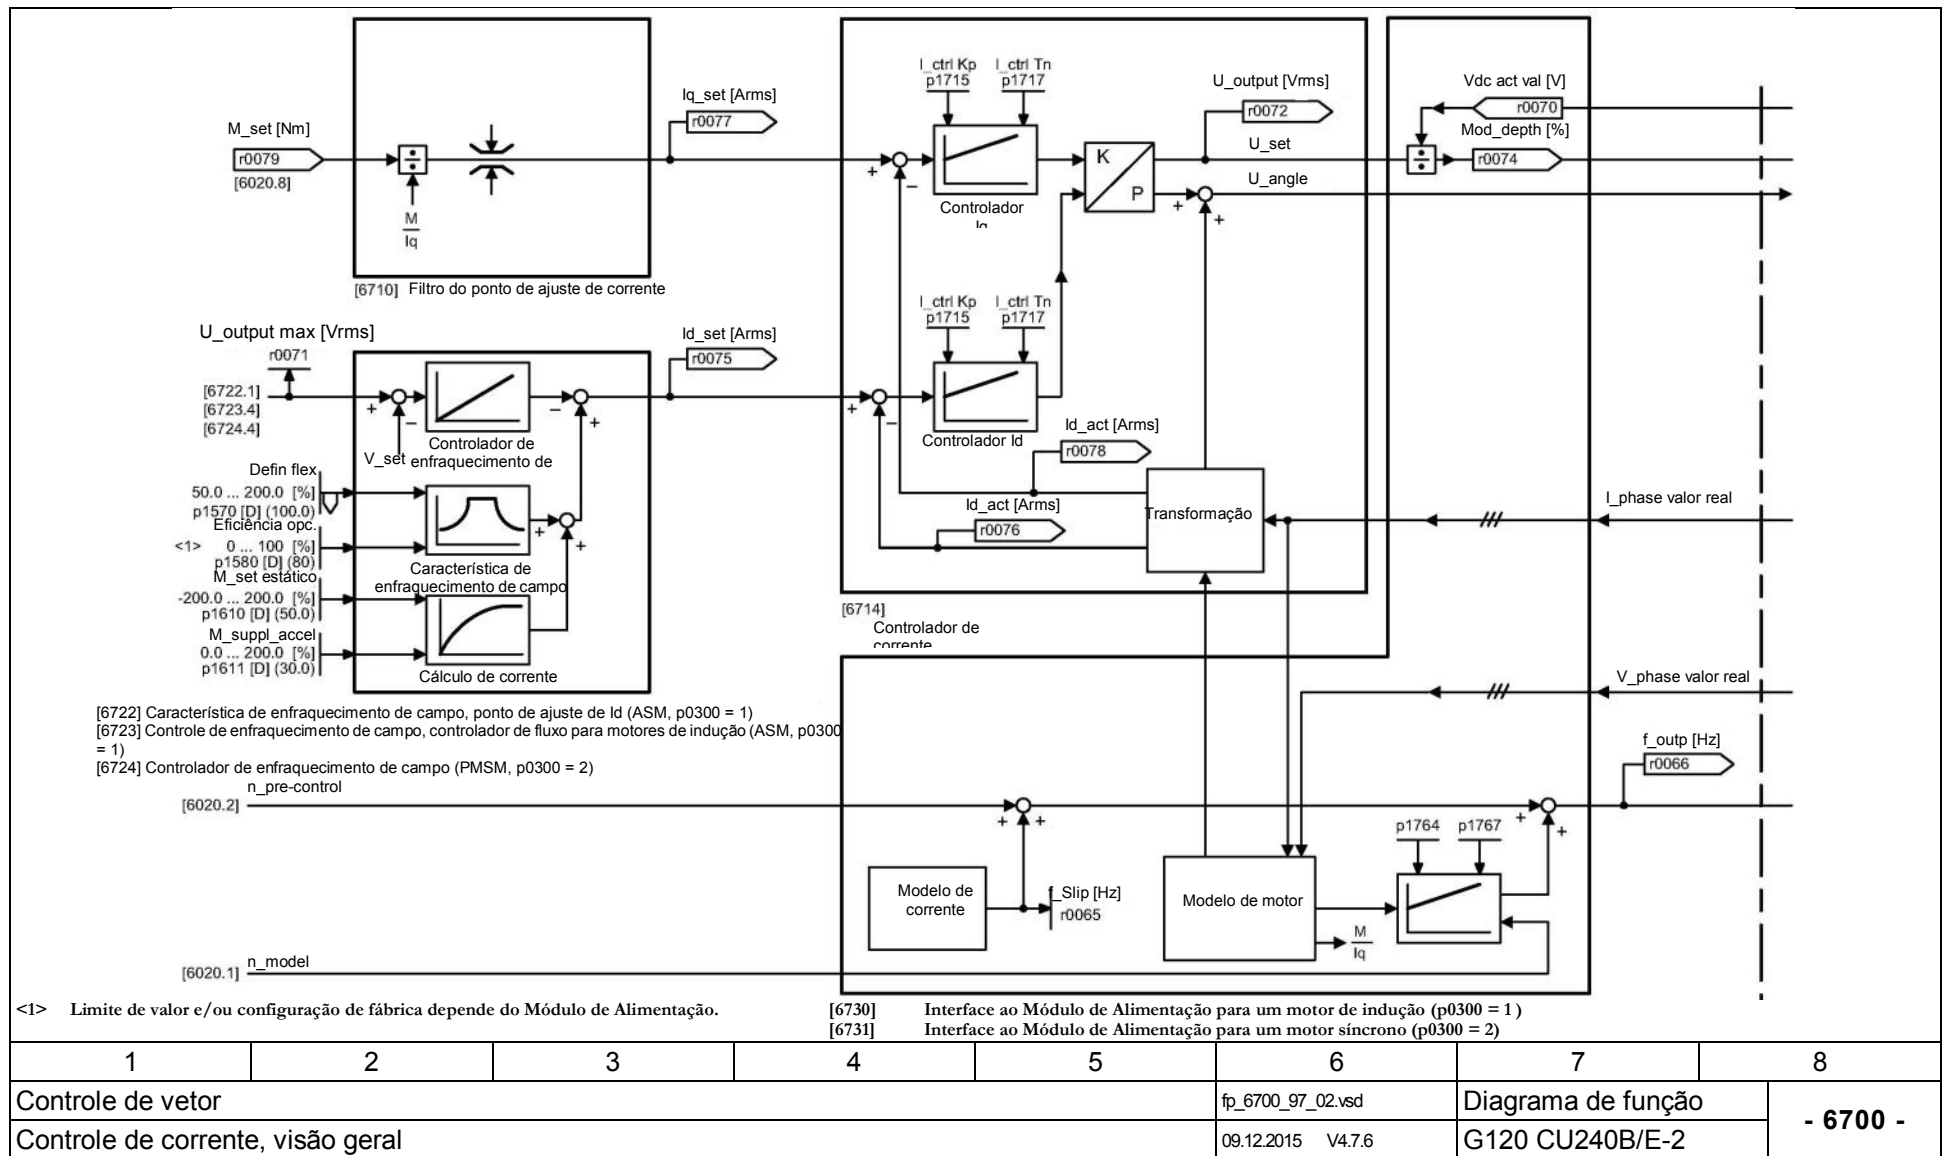 I_ctrl Kp
p1715
I_ctrl Tn
p1717
U_output [Vrms]
r0072
Vdc act val [V]
r0070
Mod_depth [%]
r0074
Iq_set [Arms]
r0077
M_set [Nm]
r0079
[6020.8]
÷
M
Iq
K
P
U_set
÷
U_angle
+
–
+
+
Controlador
[6710] Filtro do ponto de ajuste de corrente
I_ctrl Kp
p1715
I_ctrl Tn
p1717
U_output max [Vrms]
r0071
Id_set [Arms]
r0075
[6722.1]
[6723.4]
[6724.4]
+
–
–
+
+
–
Controlador Id
Id_act [Arms]
r0078
V_set
Controlador de
enfraquecimento de
Defin flex
50.0 ... 200.0 [%]
p1570 [D] (100.0)
Id_act [Arms]
r0076
Transformação
I_phase valor real
+
+
Eficiência opc.
<1> 0 ... 100 [%]
p1580 [D] (80)
Característica de
enfraquecimento de campo
M_set estático
-200.0 ... 200.0 [%]
p1610 [D] (50.0)
M_suppl_accel
0.0 ... 200.0 [%]
p1611 [D] (30.0)
Cálculo de corrente
[6714]
Controlador de
corrente
V_phase valor real
[6722] Característica de enfraquecimento de campo, ponto de ajuste de Id (ASM, p0300 = 1)
[6723] Controle de enfraquecimento de campo, controlador de fluxo para motores de indução (ASM, p0300
= 1)
[6724] Controlador de enfraquecimento de campo (PMSM, p0300 = 2)
f_outp [Hz]
r0066
n_pre-control
[6020.2]
+
+
+
+
p1764
p1767
Modelo de
corrente
f_Slip [Hz]
r0065
Modelo de motor
M
Iq
n_model
[6020.1]
<1> Limite de valor e/ou configuração de fábrica depende do Módulo de Alimentação.
[6730] Interface ao Módulo de Alimentação para um motor de indução (p0300 = 1 )
[6731] Interface ao Módulo de Alimentação para um motor síncrono (p0300 = 2)
1 2 3 4 5 6 7 8
Controle de vetor
fp_6700_97_02.vsd
Diagrama de função
- 6700 -
Controle de corrente, visão geral
09.12.2015 V4.7.6
G120 CU240B/E-2